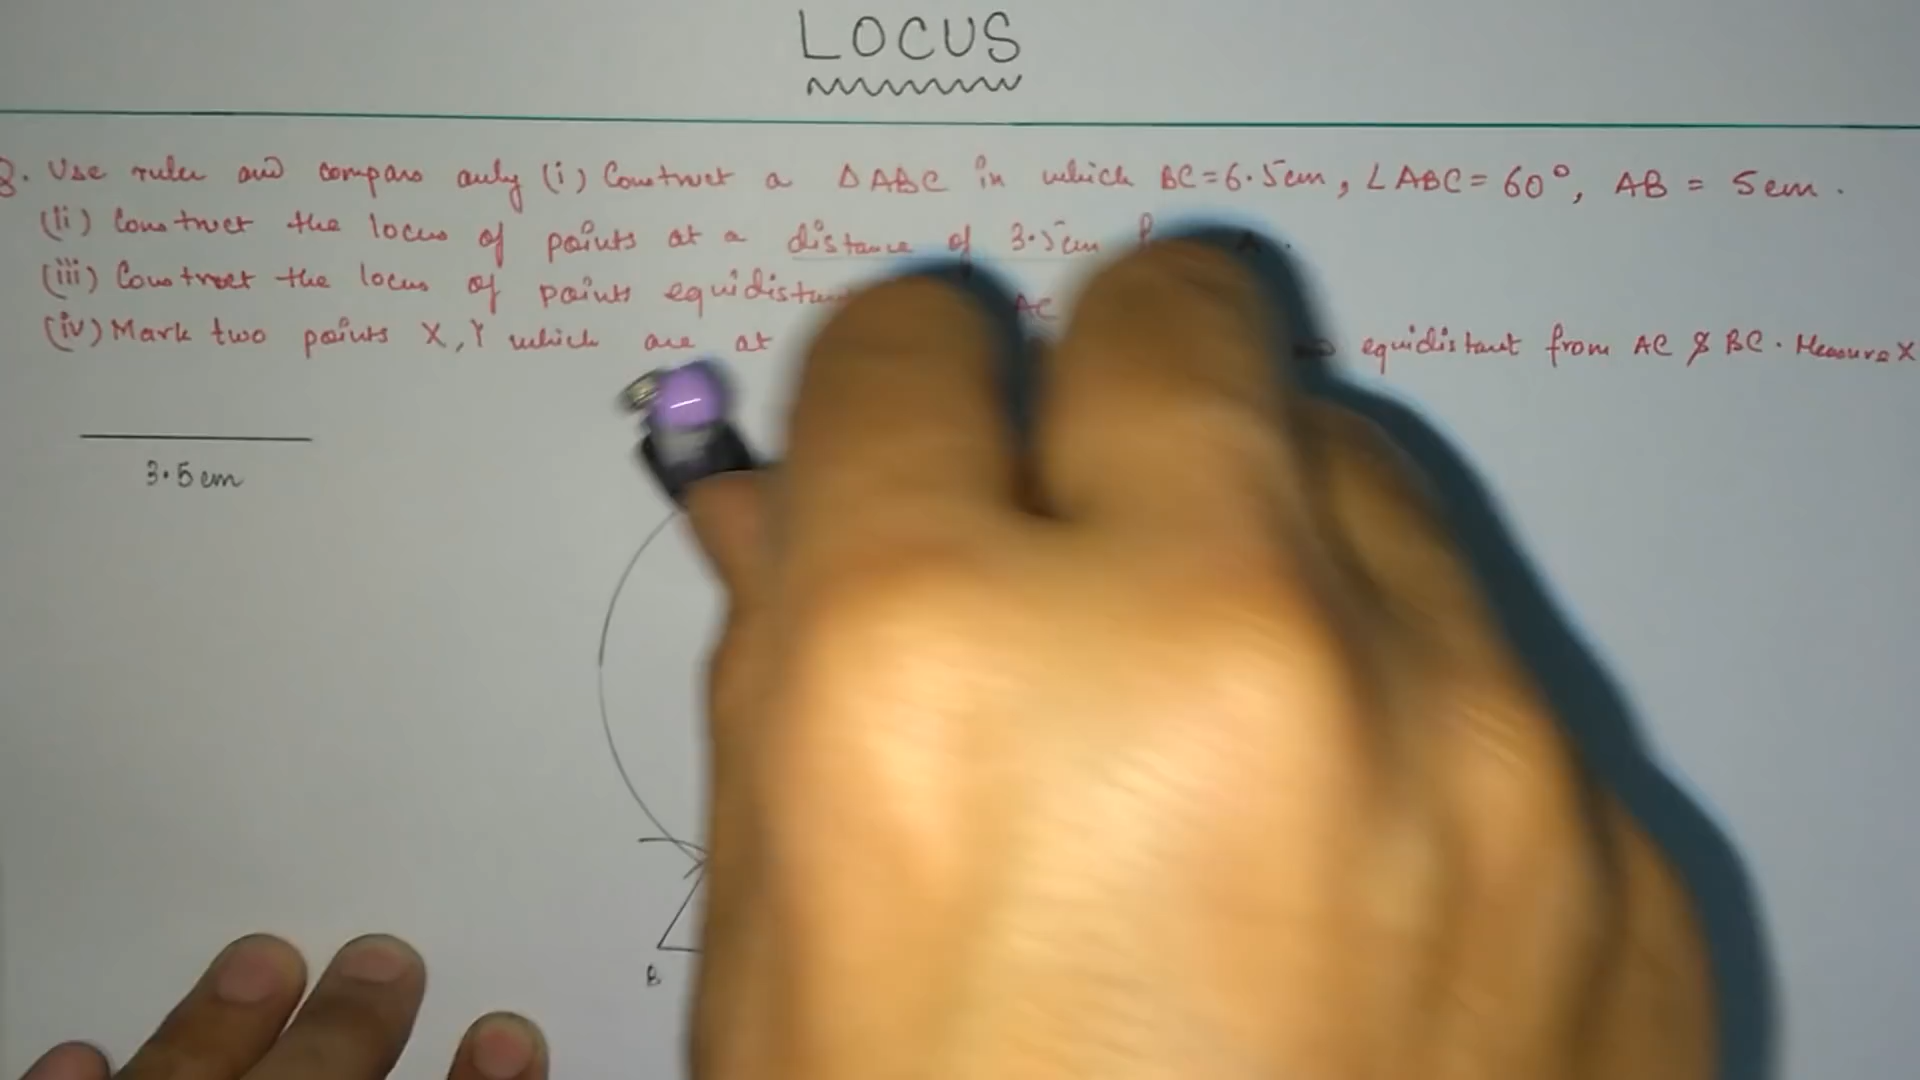 LOCUS
8. Use ruler and compass only (i) Construct a ΔABC in which BC=6.5cm, ∠ABC=60°, AB = 5cm.
(ii) Construct the locus of points at a distance of 3.5cm A.
(iii) Construct the locus of points equidistant AC
(iv) Mark two points X,Y which are at equidistant from AC & BC. Measure X
3.5cm
B